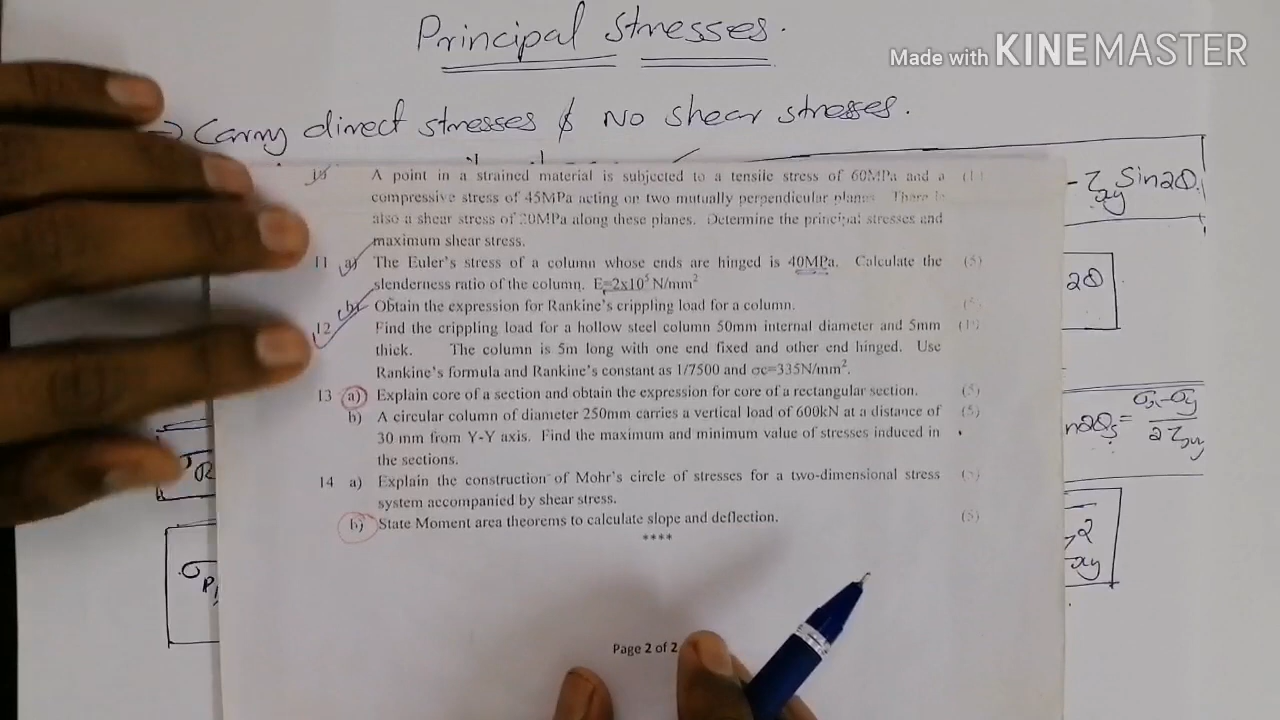 Principal Stresses.
Made with KINEMASTER
→ Carry direct stresses & No shear stresses.
A point in a strained material is subjected to a tensile stress of 60MPa and a
compressive stress of 45MPa acting on two mutually perpendicular planes There is
also a shear stress of 20MPa along these planes. Determine the principal stresses and
maximum shear stress.
11 a) The Euler's stress of a column whose ends are hinged is 40MPa. Calculate the (5)
slenderness ratio of the column. E=2x10⁵ N/mm²
b) Obtain the expression for Rankine's crippling load for a column. (5)
12 Find the crippling load for a hollow steel column 50mm internal diameter and 5mm
thick. The column is 5m long with one end fixed and other end hinged. Use
Rankine's formula and Rankine's constant as 1/7500 and σc=335N/mm².
13 a) Explain core of a section and obtain the expression for core of a rectangular section. (5)
b) A circular column of diameter 250mm carries a vertical load of 600kN at a distance of (5)
30 mm from Y-Y axis. Find the maximum and minimum value of stresses induced in
the sections.
14 a) Explain the construction of Mohr's circle of stresses for a two-dimensional stress (5)
system accompanied by shear stress.
b) State Moment area theorems to calculate slope and deflection. (5)
****
Page 2 of 2
- τxy Sin2θ
2θ
n2θs = σx-σy / 2τxy